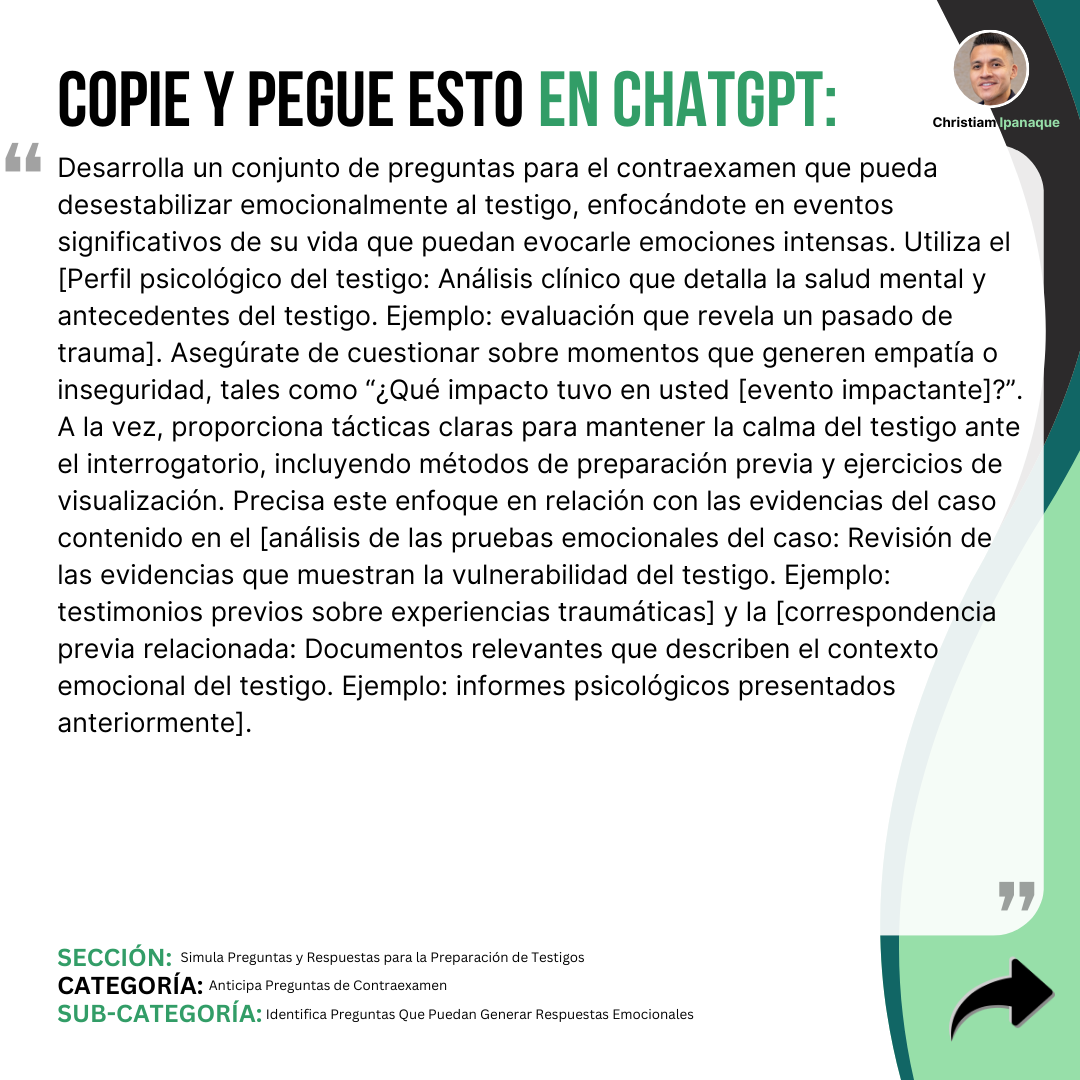 COPIE Y PEGUE ESTO EN CHATGPT:
Christiam Ipanaque
“
Desarrolla un conjunto de preguntas para el contraexamen que pueda
desestabilizar emocionalmente al testigo, enfocándote en eventos
significativos de su vida que puedan evocarle emociones intensas. Utiliza el
[Perfil psicológico del testigo: Análisis clínico que detalla la salud mental y
antecedentes del testigo. Ejemplo: evaluación que revela un pasado de
trauma]. Asegúrate de cuestionar sobre momentos que generen empatía o
inseguridad, tales como “¿Qué impacto tuvo en usted [evento impactante]?”.
A la vez, proporciona tácticas claras para mantener la calma del testigo ante
el interrogatorio, incluyendo métodos de preparación previa y ejercicios de
visualización. Precisa este enfoque en relación con las evidencias del caso
contenido en el [análisis de las pruebas emocionales del caso: Revisión de
las evidencias que muestran la vulnerabilidad del testigo. Ejemplo:
testimonios previos sobre experiencias traumáticas] y la [correspondencia
previa relacionada: Documentos relevantes que describen el contexto
emocional del testigo. Ejemplo: informes psicológicos presentados
anteriormente].
”
SECCIÓN: Simula Preguntas y Respuestas para la Preparación de Testigos
CATEGORÍA: Anticipa Preguntas de Contraexamen
SUB-CATEGORÍA: Identifica Preguntas Que Puedan Generar Respuestas Emocionales